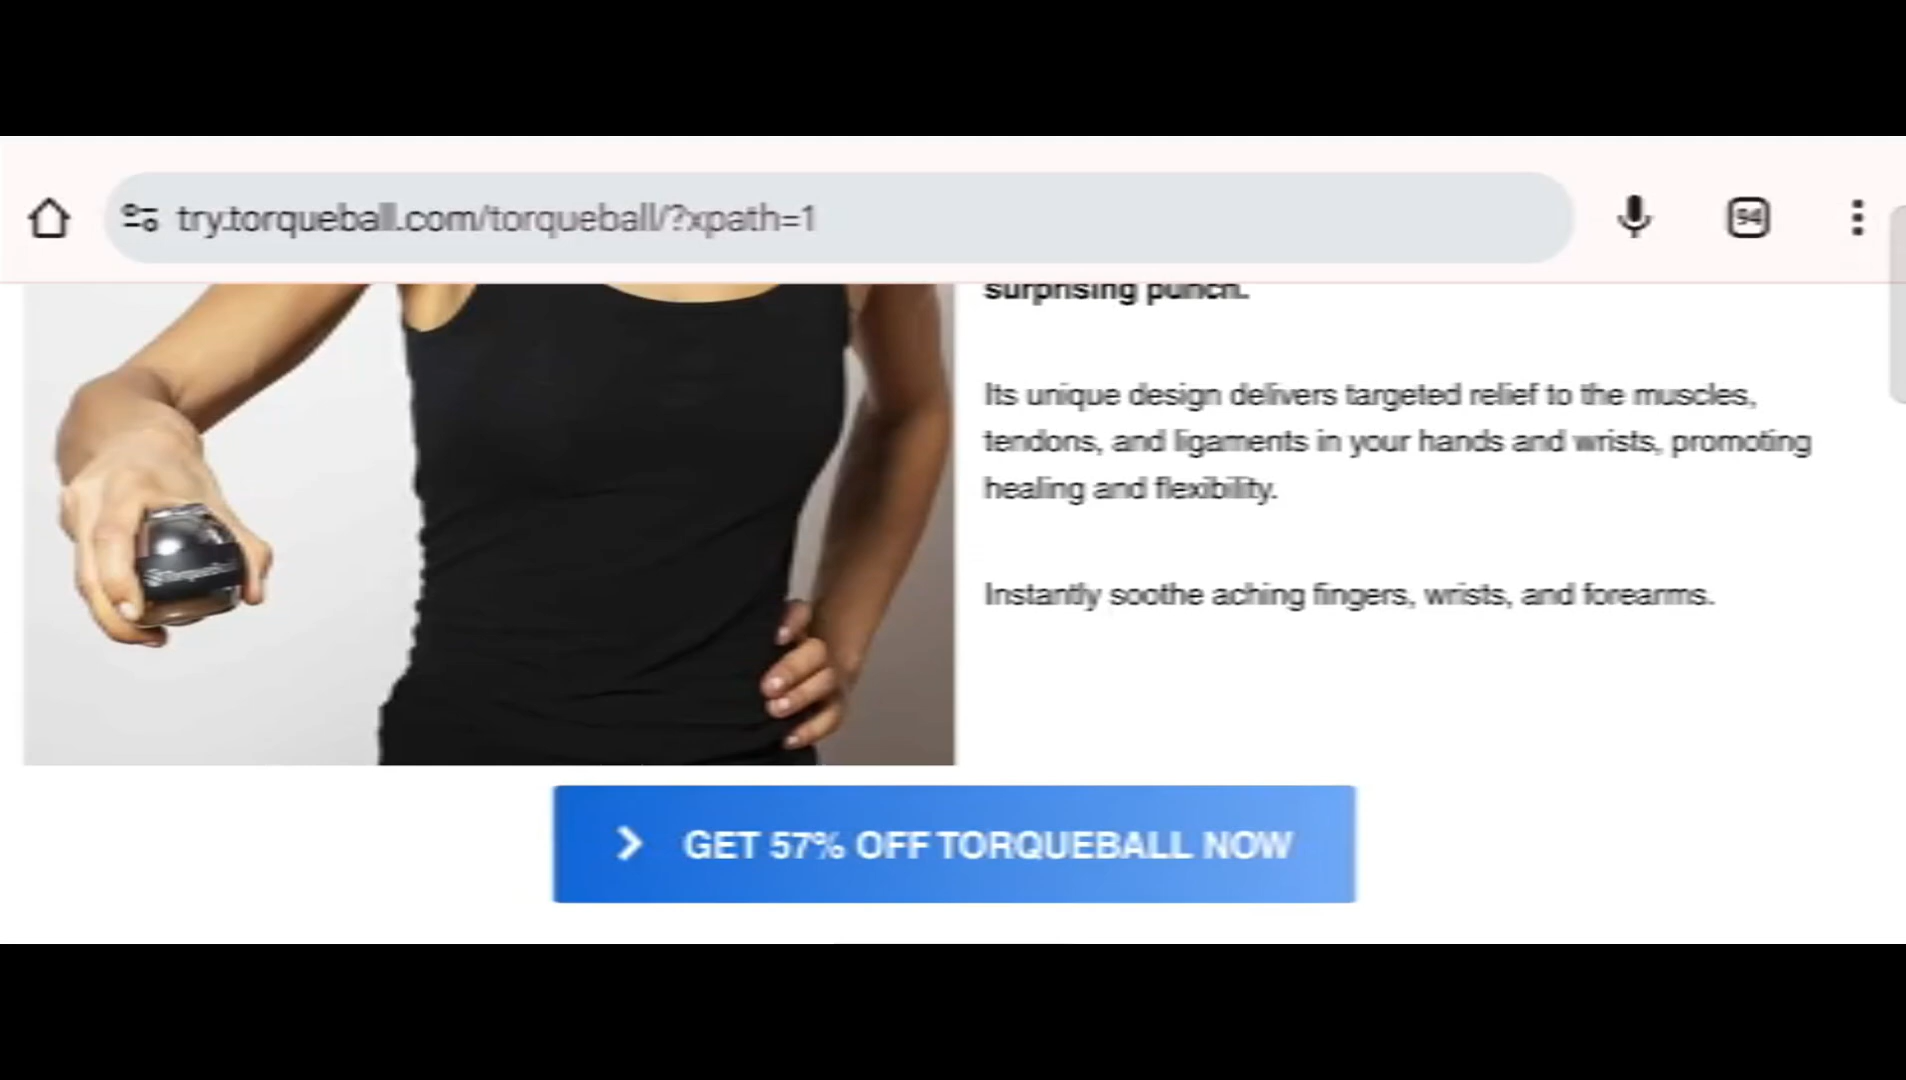 try.torqueball.com/torqueball/?xpath=1
94
surprising punch.
Its unique design delivers targeted relief to the muscles,
tendons, and ligaments in your hands and wrists, promoting
healing and flexibility.
Instantly soothe aching fingers, wrists, and forearms.
GET 57% OFF TORQUEBALL NOW